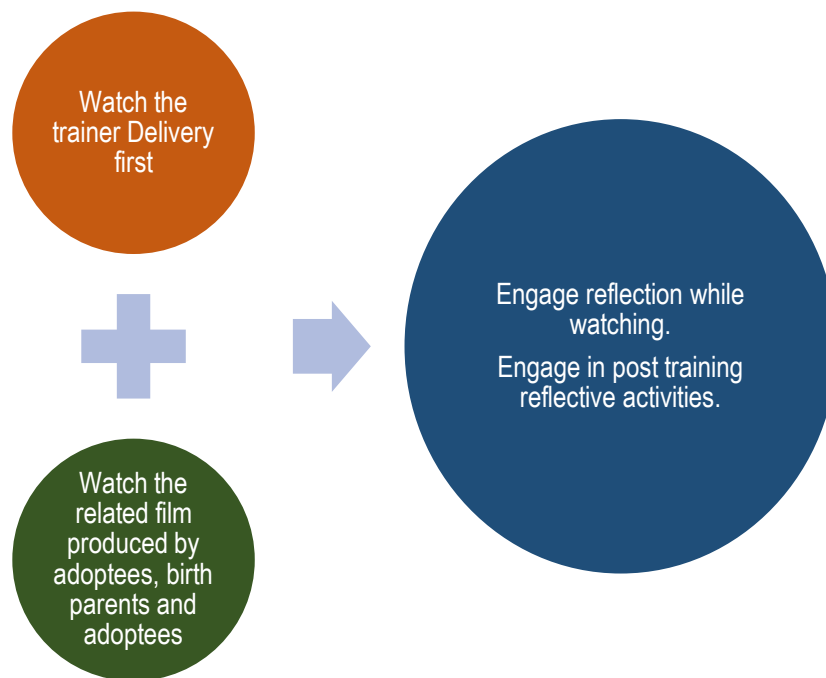 Watch the
trainer Delivery
first
Watch the
related film
produced by
adoptees, birth
parents and
adoptees
Engage reflection while
watching.
Engage in post training
reflective activities.